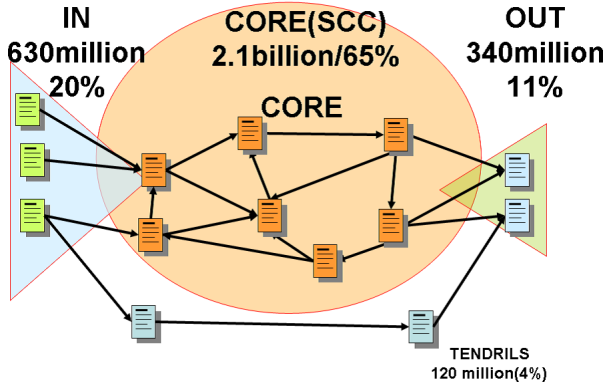 IN
630million
20%
CORE(SCC)
2.1billion/65%
CORE
OUT
340million
11%
TENDRILS
120 million(4%)